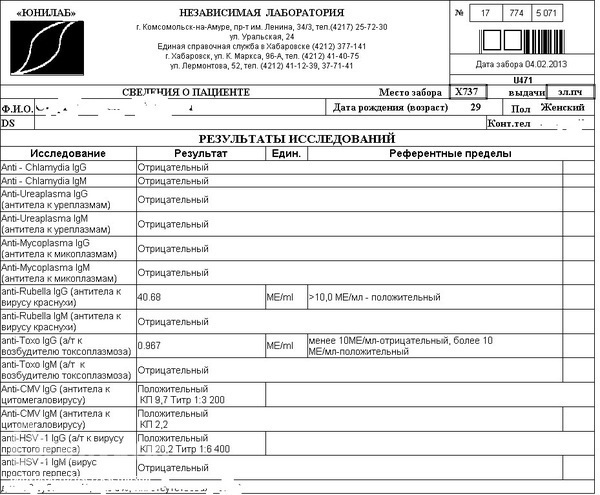 «ЮНИЛАБ»
НЕЗАВИСИМАЯ ЛАБОРАТОРИЯ
г. Комсомольск-на-Амуре, пр-т им. Ленина, 34/3, тел.(4217) 25-72-30
ул. Уральская, 24
Единая справочная служба в Хабаровске (4212) 377-141
г. Хабаровск, ул. К. Маркса, 96-А, тел. (4212) 41-40-75
ул. Лермонтова, 52, тел. (4212) 41-12-39, 37-71-41
№ 17 774 5 071
Дата забора 04.02.2013
U471
СВЕДЕНИЯ О ПАЦИЕНТЕ Место забора X737 выдачи эл.пч
Ф.И.О. Дата рождения (возраст) 29 Пол Женский
DS Конт.тел
РЕЗУЛЬТАТЫ ИССЛЕДОВАНИЙ
Исследование Результат Един. Референтные пределы
Anti - Chlamydia IgG Отрицательный
Anti - Chlamydia IgM Отрицательный
Anti-Ureaplasma IgG
(антитела к уреплазмам) Отрицательный
Anti-Ureaplasma IgM
(антитела к уреплазмам) Отрицательный
Anti-Mycoplasma IgG
(антитела к микоплазмам) Отрицательный
Anti-Mycoplasma IgM
(антитела к микоплазмам) Отрицательный
anti-Rubella IgG (антитела к
вирусу краснухи) 40.68 МЕ/ml >10,0 МЕ/мл - положительный
anti-Rubella IgM (антитела к
вирусу краснухи) Отрицательный
anti-Toxo IgG (а/т к
возбудителю токсоплазмоза) 0.967 МЕ/ml менее 10МЕ/мл-отрицательный, более 10
МЕ/мл-положительный
anti-Toxo IgM (а/т к
возбудителю токсоплазмоза) Отрицательный
Anti-CMV IgG (антитела к
цитомегаловирусу) Положительный
КП 9,7 Титр 1:3 200
Anti-CMV IgM (антитела к
цитомегаловирусу) Положительный
КП 2,2
anti-HSV -1 IgG (а/т к вирусу
простого герпеса) Положительный
КП 20,2 Титр 1:6 400
anti-HSV -1 IgM (вирус
простого герпеса) Отрицательный